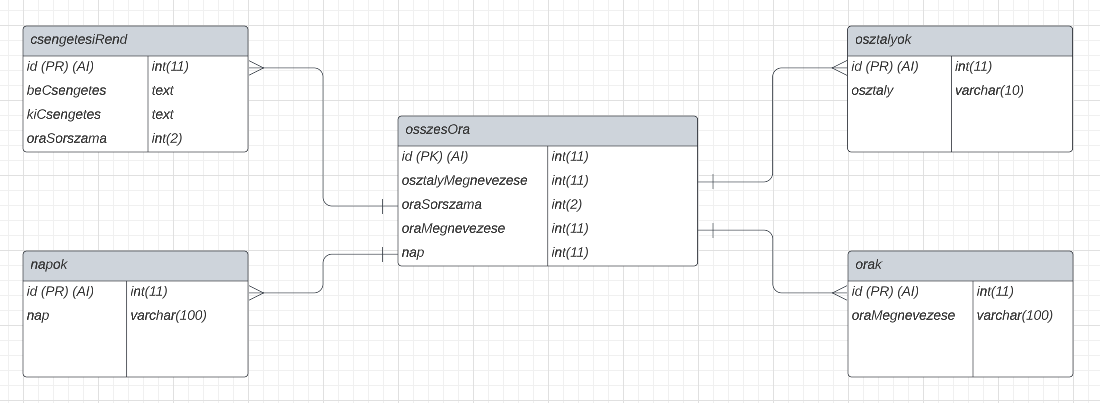 csengetesiRend
id (PR) (AI) int(11)
beCsengetes text
kiCsengetes text
oraSorszama int(2)
napok
id (PR) (AI) int(11)
nap varchar(100)
osszesOra
id (PK) (AI) int(11)
osztalyMegnevezese int(11)
oraSorszama int(2)
oraMegnevezese int(11)
nap int(11)
osztalyok
id (PR) (AI) int(11)
osztaly varchar(10)
orak
id (PR) (AI) int(11)
oraMegnevezese varchar(100)